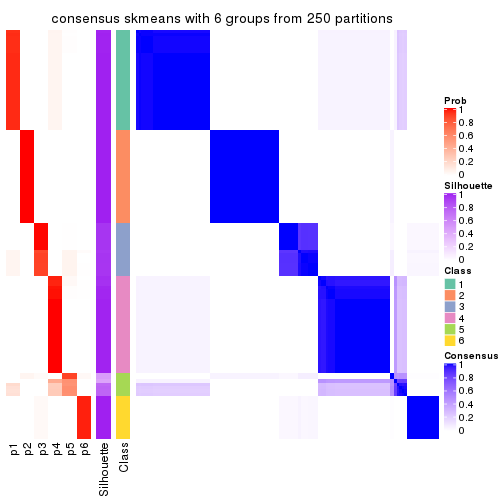 consensus skmeans with 6 groups from 250 partitions
Prob
1
0.8
0.6
0.4
0.2
0
Silhouette
1
0.8
0.6
0.4
0.2
0
Class
1
2
3
4
5
6
Consensus
1
0.8
0.6
0.4
0.2
0
p1
p2
p3
p4
p5
p6
Silhouette
Class